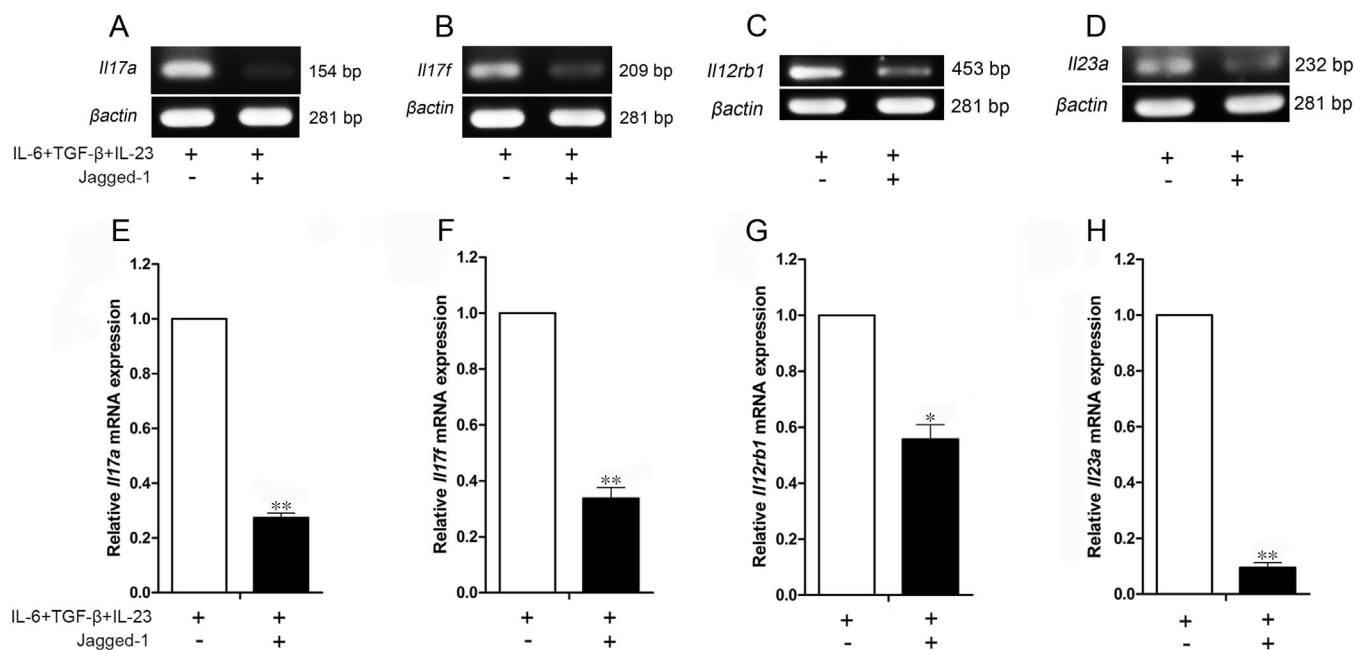 A
B
C
D
Il17a
154 bp
Il17f
209 bp
Il12rb1
453 bp
Il23a
232 bp
βactin
281 bp
βactin
281 bp
βactin
281 bp
βactin
281 bp
IL-6+TGF-β+IL-23 + + + + + + + +
Jagged-1 - + - + - + - +
E
F
G
H
Relative Il17a mRNA expression
1.2
1.0
0.8
0.6
0.4
0.2
0.0
**
Relative Il17f mRNA expression
1.2
1.0
0.8
0.6
0.4
0.2
0.0
**
Relative Il12rb1 mRNA expression
1.2
1.0
0.8
0.6
0.4
0.2
0.0
*
Relative Il23a mRNA expression
1.2
1.0
0.8
0.6
0.4
0.2
0.0
**
IL-6+TGF-β+IL-23 + + + + + + + +
Jagged-1 - + - + - + - +